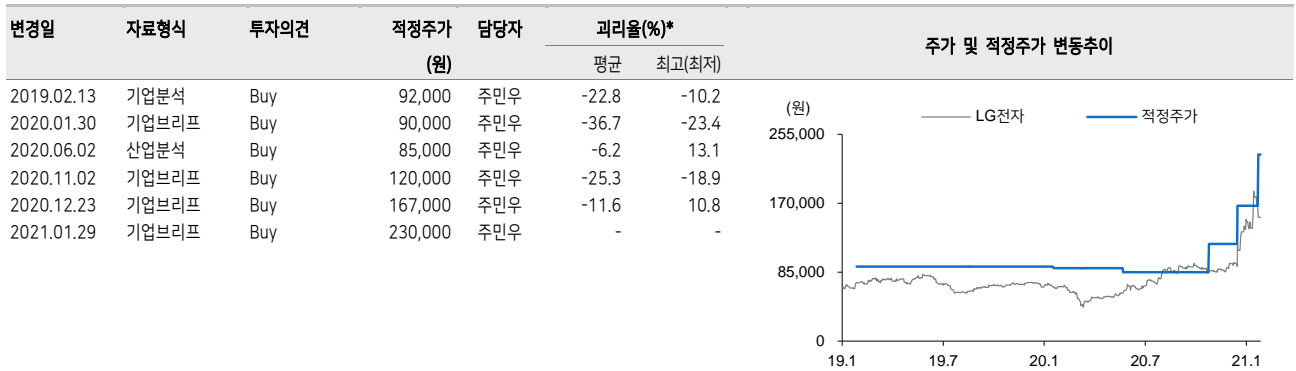 변경일 자료형식 투자의견 적정주가 담당자 괴리율(%)* 주가 및 적정주가 변동추이
(원) 평균 최고(최저)
2019.02.13 기업분석 Buy 92,000 주민우 -22.8 -10.2
2020.01.30 기업브리프 Buy 90,000 주민우 -36.7 -23.4
2020.06.02 산업분석 Buy 85,000 주민우 -6.2 13.1
2020.11.02 기업브리프 Buy 120,000 주민우 -25.3 -18.9
2020.12.23 기업브리프 Buy 167,000 주민우 -11.6 10.8
2021.01.29 기업브리프 Buy 230,000 주민우 - -
(원) LG전자 적정주가
255,000
170,000
85,000
0
19.1 19.7 20.1 20.7 21.1